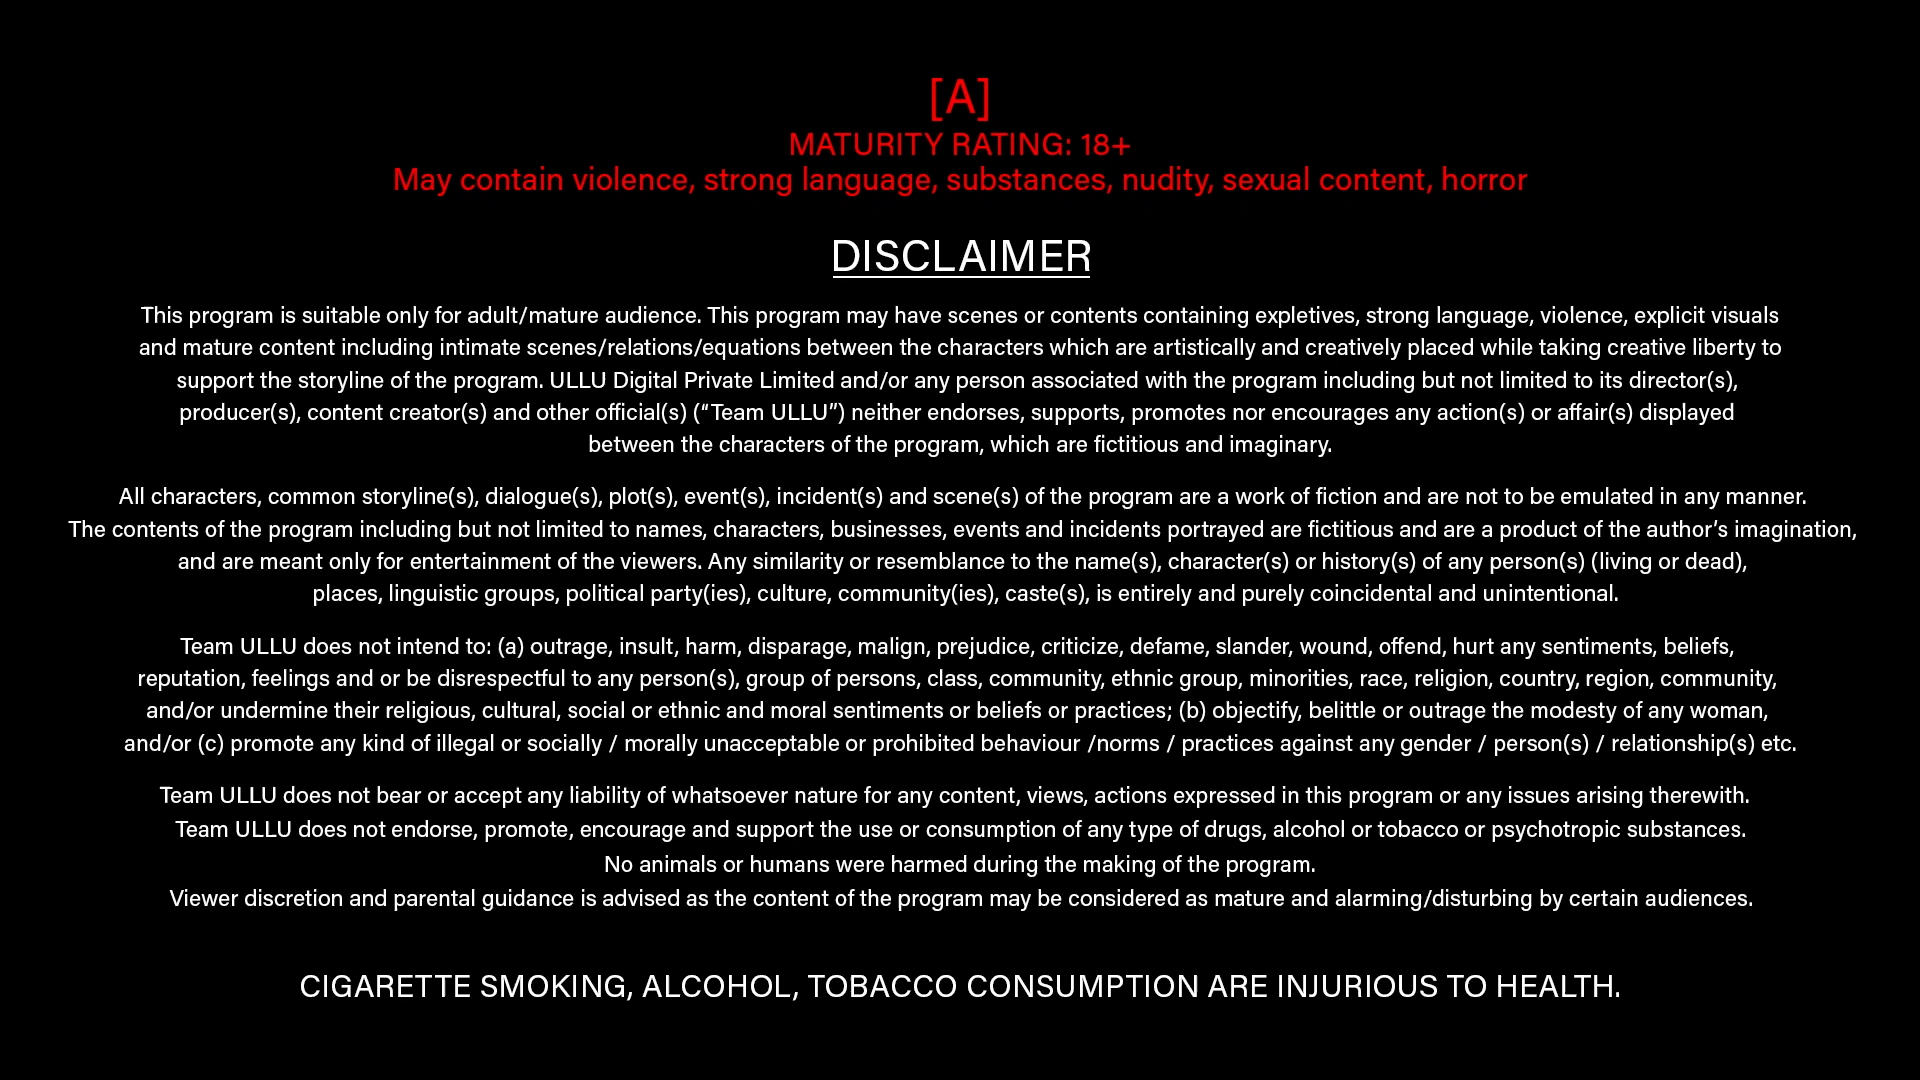 [A]
MATURITY RATING: 18+
May contain violence, strong language, substances, nudity, sexual content, horror
DISCLAIMER
This program is suitable only for adult/mature audience. This program may have scenes or contents containing expletives, strong language, violence, explicit visuals
and mature content including intimate scenes/relations/equations between the characters which are artistically and creatively placed while taking creative liberty to
support the storyline of the program. ULLU Digital Private Limited and/or any person associated with the program including but not limited to its director(s),
producer(s), content creator(s) and other official(s) (“Team ULLU”) neither endorses, supports, promotes nor encourages any action(s) or affair(s) displayed
between the characters of the program, which are fictitious and imaginary.
All characters, common storyline(s), dialogue(s), plot(s), event(s), incident(s) and scene(s) of the program are a work of fiction and are not to be emulated in any manner.
The contents of the program including but not limited to names, characters, businesses, events and incidents portrayed are fictitious and are a product of the author’s imagination,
and are meant only for entertainment of the viewers. Any similarity or resemblance to the name(s), character(s) or history(s) of any person(s) (living or dead),
places, linguistic groups, political party(ies), culture, community(ies), caste(s), is entirely and purely coincidental and unintentional.
Team ULLU does not intend to: (a) outrage, insult, harm, disparage, malign, prejudice, criticize, defame, slander, wound, offend, hurt any sentiments, beliefs,
reputation, feelings and or be disrespectful to any person(s), group of persons, class, community, ethnic group, minorities, race, religion, country, region, community,
and/or undermine their religious, cultural, social or ethnic and moral sentiments or beliefs or practices; (b) objectify, belittle or outrage the modesty of any woman,
and/or (c) promote any kind of illegal or socially / morally unacceptable or prohibited behaviour /norms / practices against any gender / person(s) / relationship(s) etc.
Team ULLU does not bear or accept any liability of whatsoever nature for any content, views, actions expressed in this program or any issues arising therewith.
Team ULLU does not endorse, promote, encourage and support the use or consumption of any type of drugs, alcohol or tobacco or psychotropic substances.
No animals or humans were harmed during the making of the program.
Viewer discretion and parental guidance is advised as the content of the program may be considered as mature and alarming/disturbing by certain audiences.
CIGARETTE SMOKING, ALCOHOL, TOBACCO CONSUMPTION ARE INJURIOUS TO HEALTH.